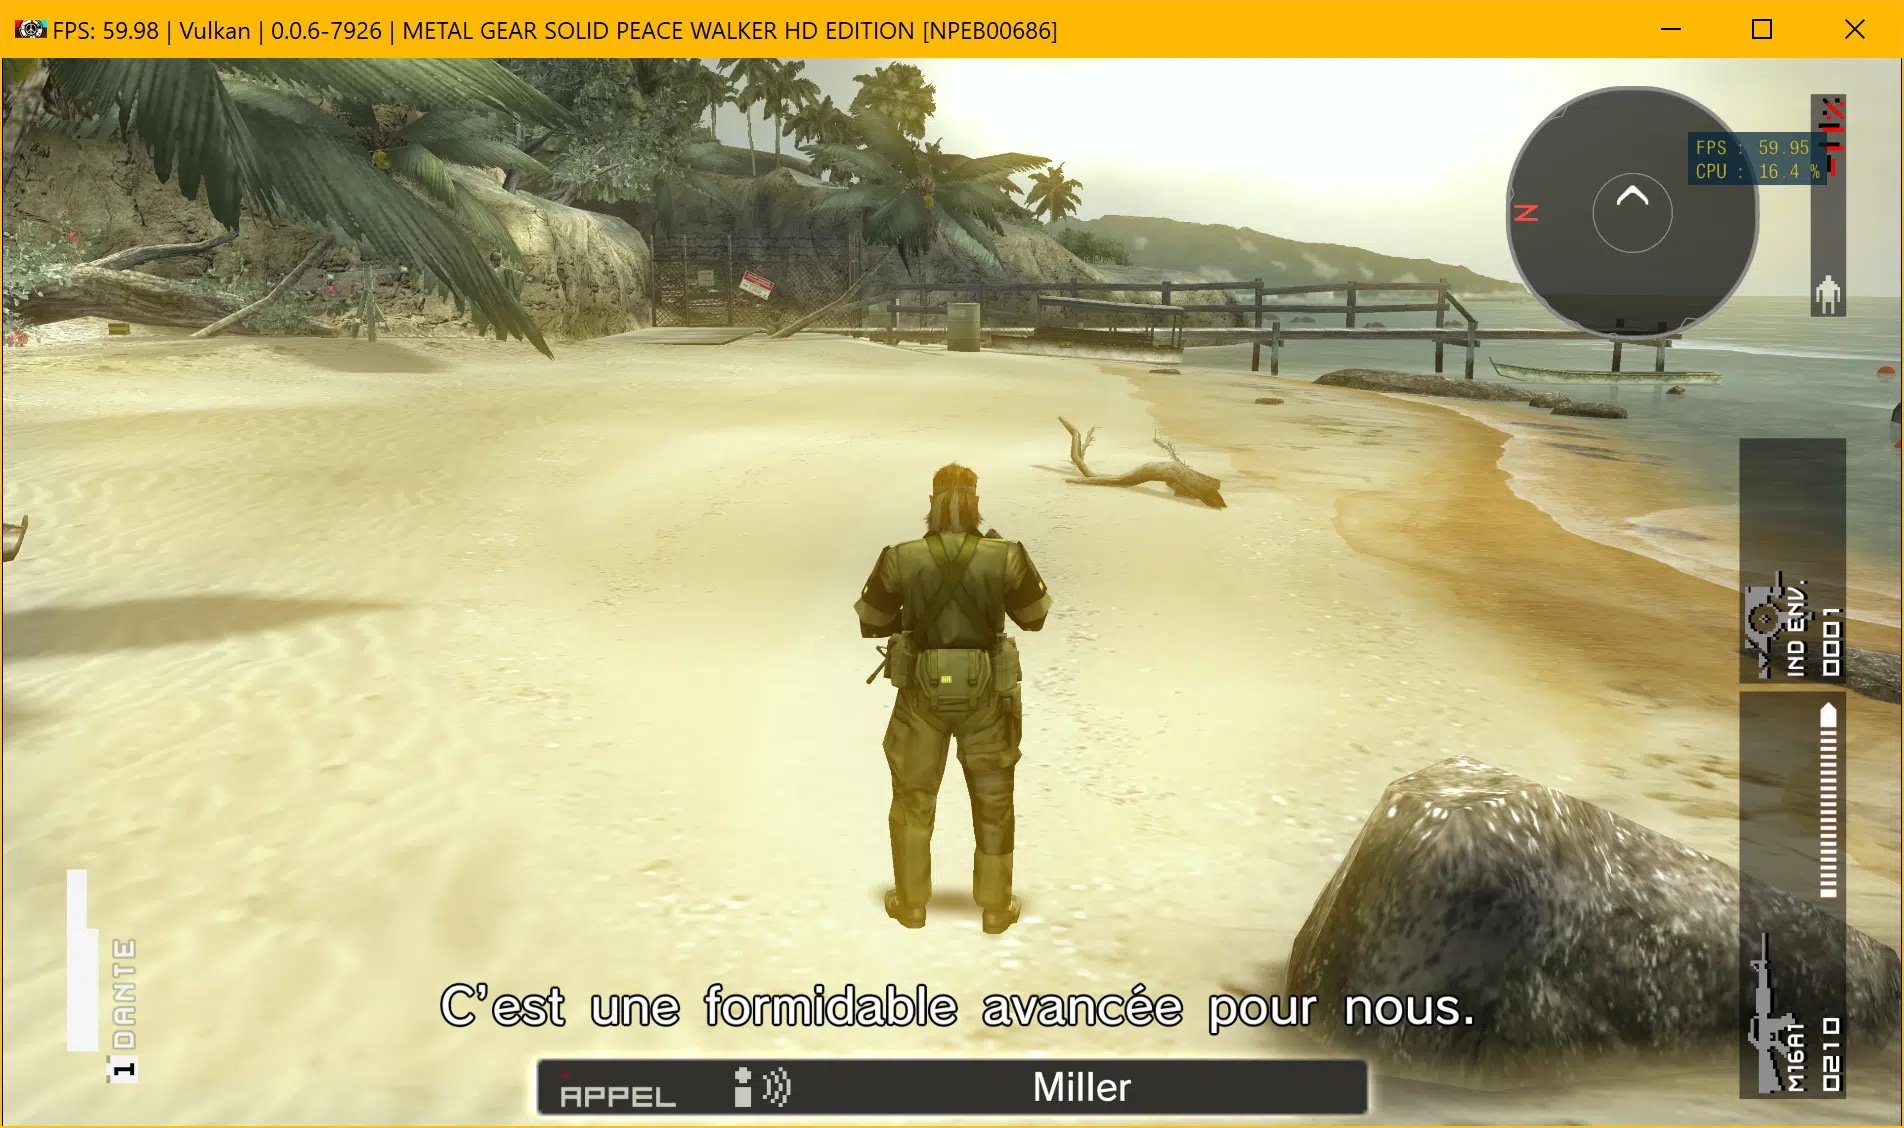 FPS: 59.98 | Vulkan | 0.0.6-7926 | METAL GEAR SOLID PEACE WALKER HD EDITION [NPEB00686]
FPS : 59.95
CPU : 16.4 %
N
IND ENV.
0001
M16A1
0210
DANTE
1
C'est une formidable avancée pour nous.
APPEL
Miller